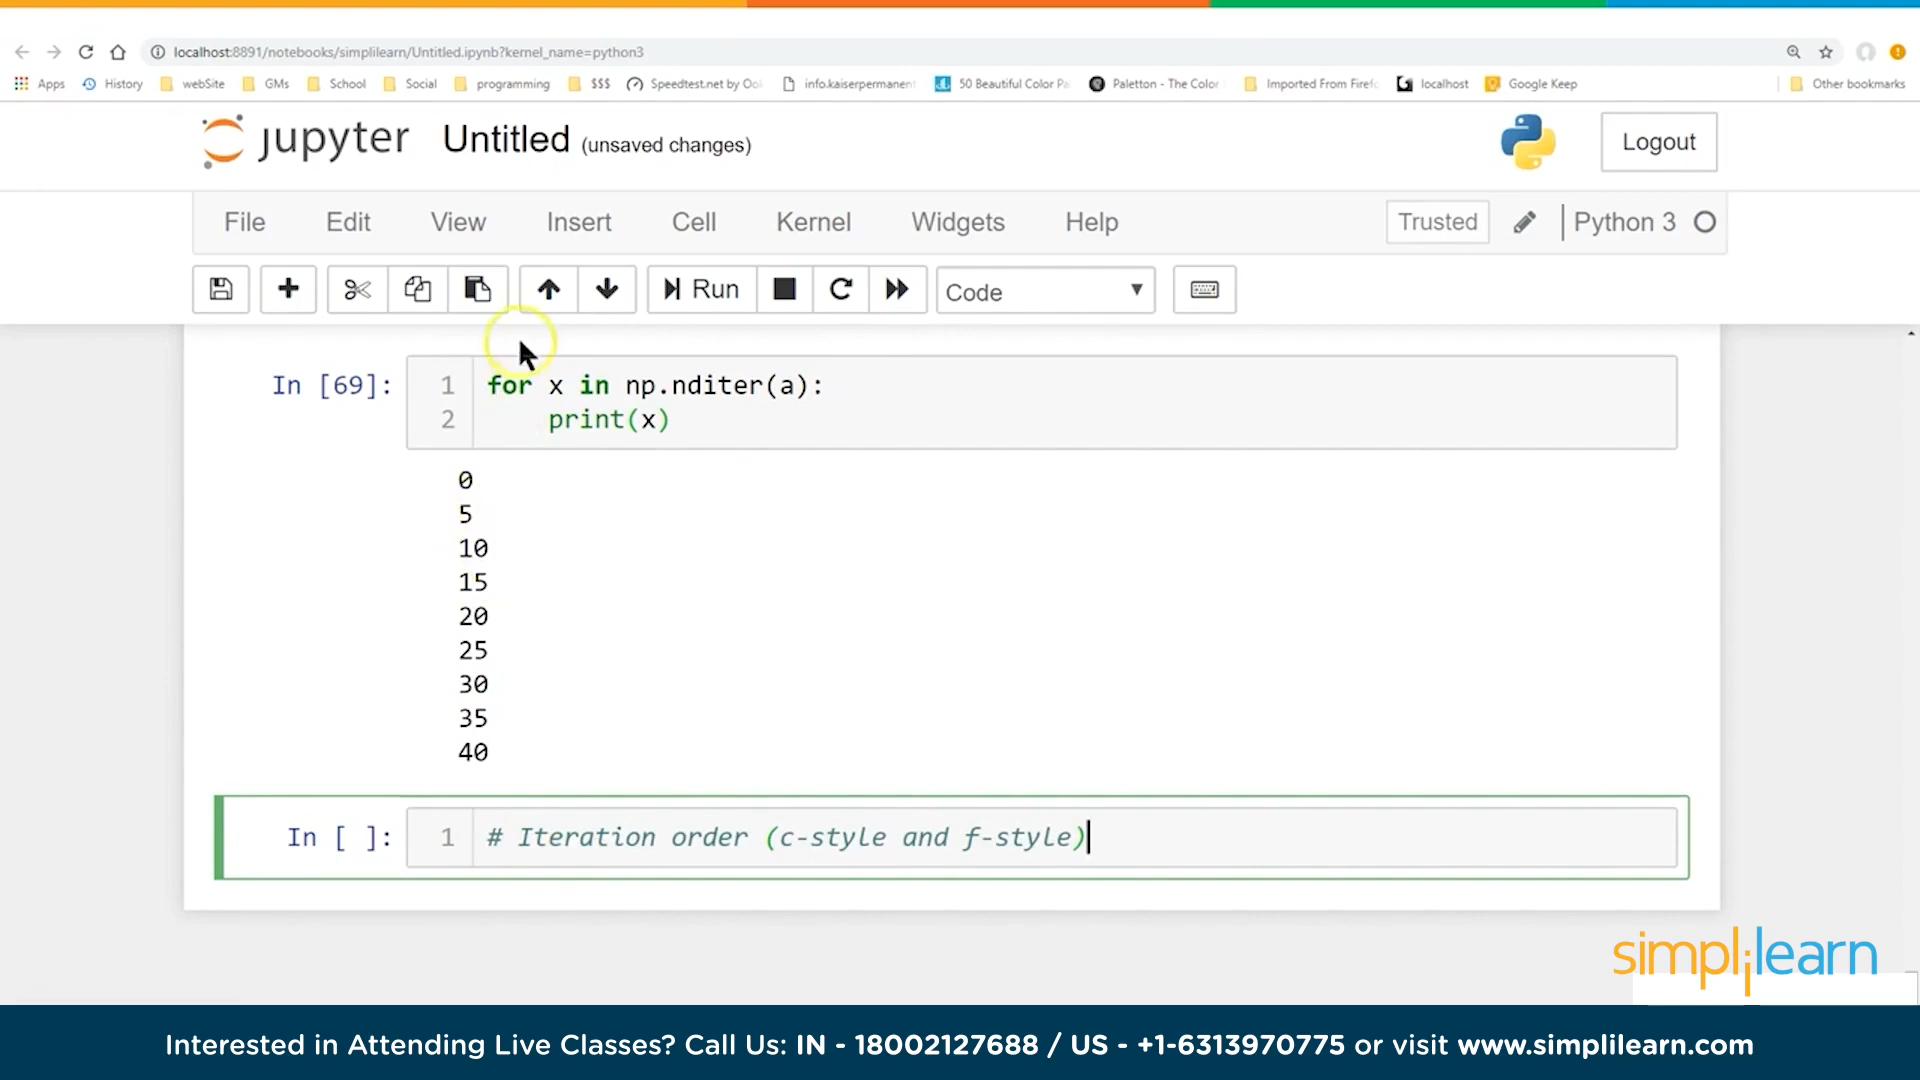 localhost:8891/notebooks/simplilearn/Untitled.ipynb?kernel_name=python3
Apps History webSite GMs School Social programming $$$ Speedtest.net by Ook info.kaiserpermanent 50 Beautiful Color Pa Paletton - The Color Imported From Firefo localhost Google Keep Other bookmarks
jupyter Untitled (unsaved changes) Logout
File Edit View Insert Cell Kernel Widgets Help Trusted Python 3
Run Code
In [69]: 1 for x in np.nditer(a):
2 print(x)
0
5
10
15
20
25
30
35
40
In [ ]: 1 # Iteration order (c-style and f-style)
simplilearn
Interested in Attending Live Classes? Call Us: IN - 18002127688 / US - +1-6313970775 or visit www.simplilearn.com